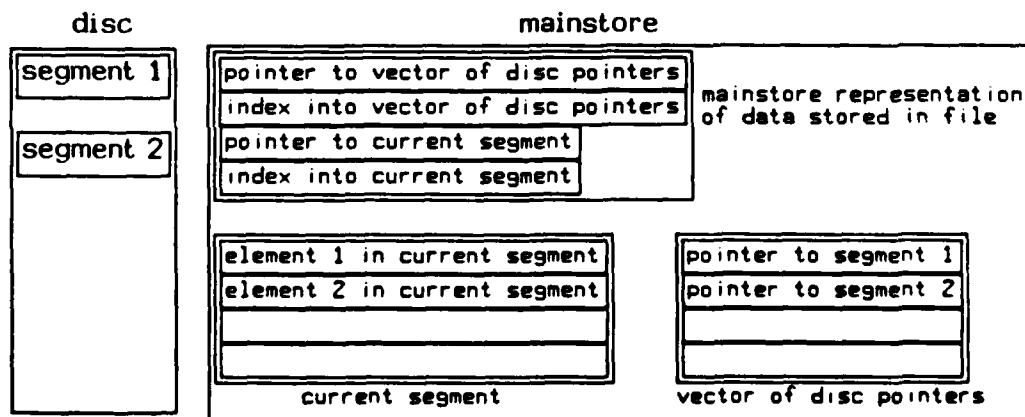 disc
mainstore
segment 1
segment 2
pointer to vector of disc pointers
index into vector of disc pointers
pointer to current segment
index into current segment
mainstore representation
of data stored in file
element 1 in current segment
element 2 in current segment
current segment
pointer to segment 1
pointer to segment 2
vector of disc pointers